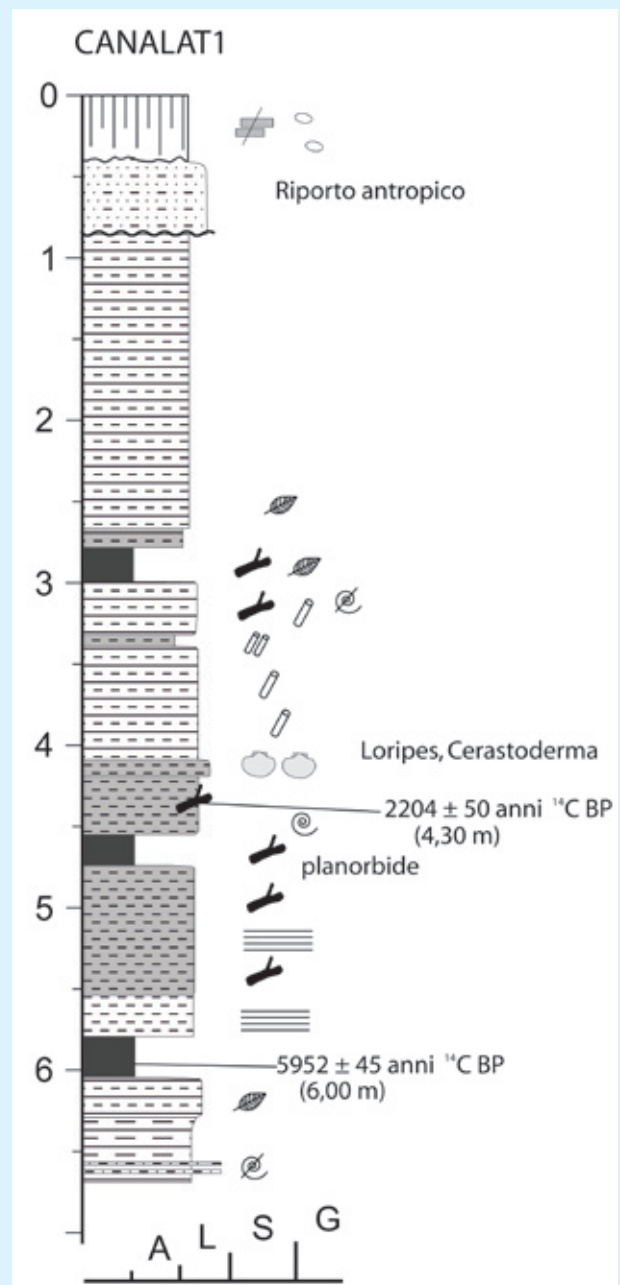 CANALAT1
0
Riporto antropico
1
2
3
4
Loripes, Cerastoderma
2204 ± 50 anni ¹⁴C BP
(4,30 m)
planorbide
5
6
5952 ± 45 anni ¹⁴C BP
(6,00 m)
A L S G